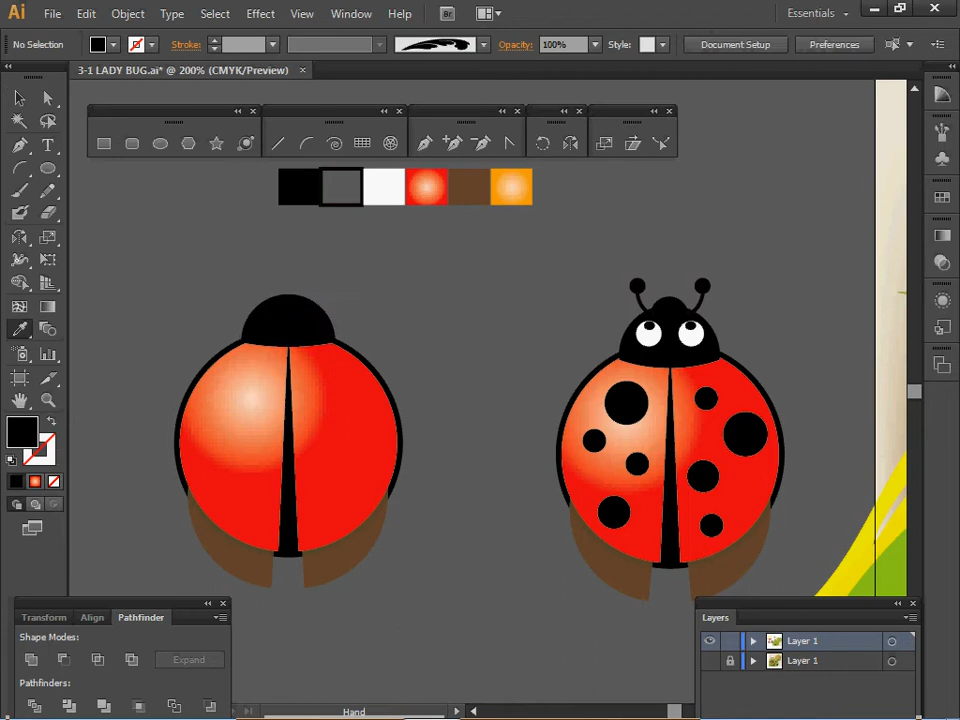 Ai File Edit Object Type Select Effect View Window Help Br Essentials
No Selection Stroke: Opacity: 100% Style: Document Setup Preferences
3-1 LADY BUG.ai* @ 200% (CMYK/Preview)
Transform Align Pathfinder
Shape Modes:
Expand
Pathfinders:
Layers
Layer 1
Layer 1
Hand